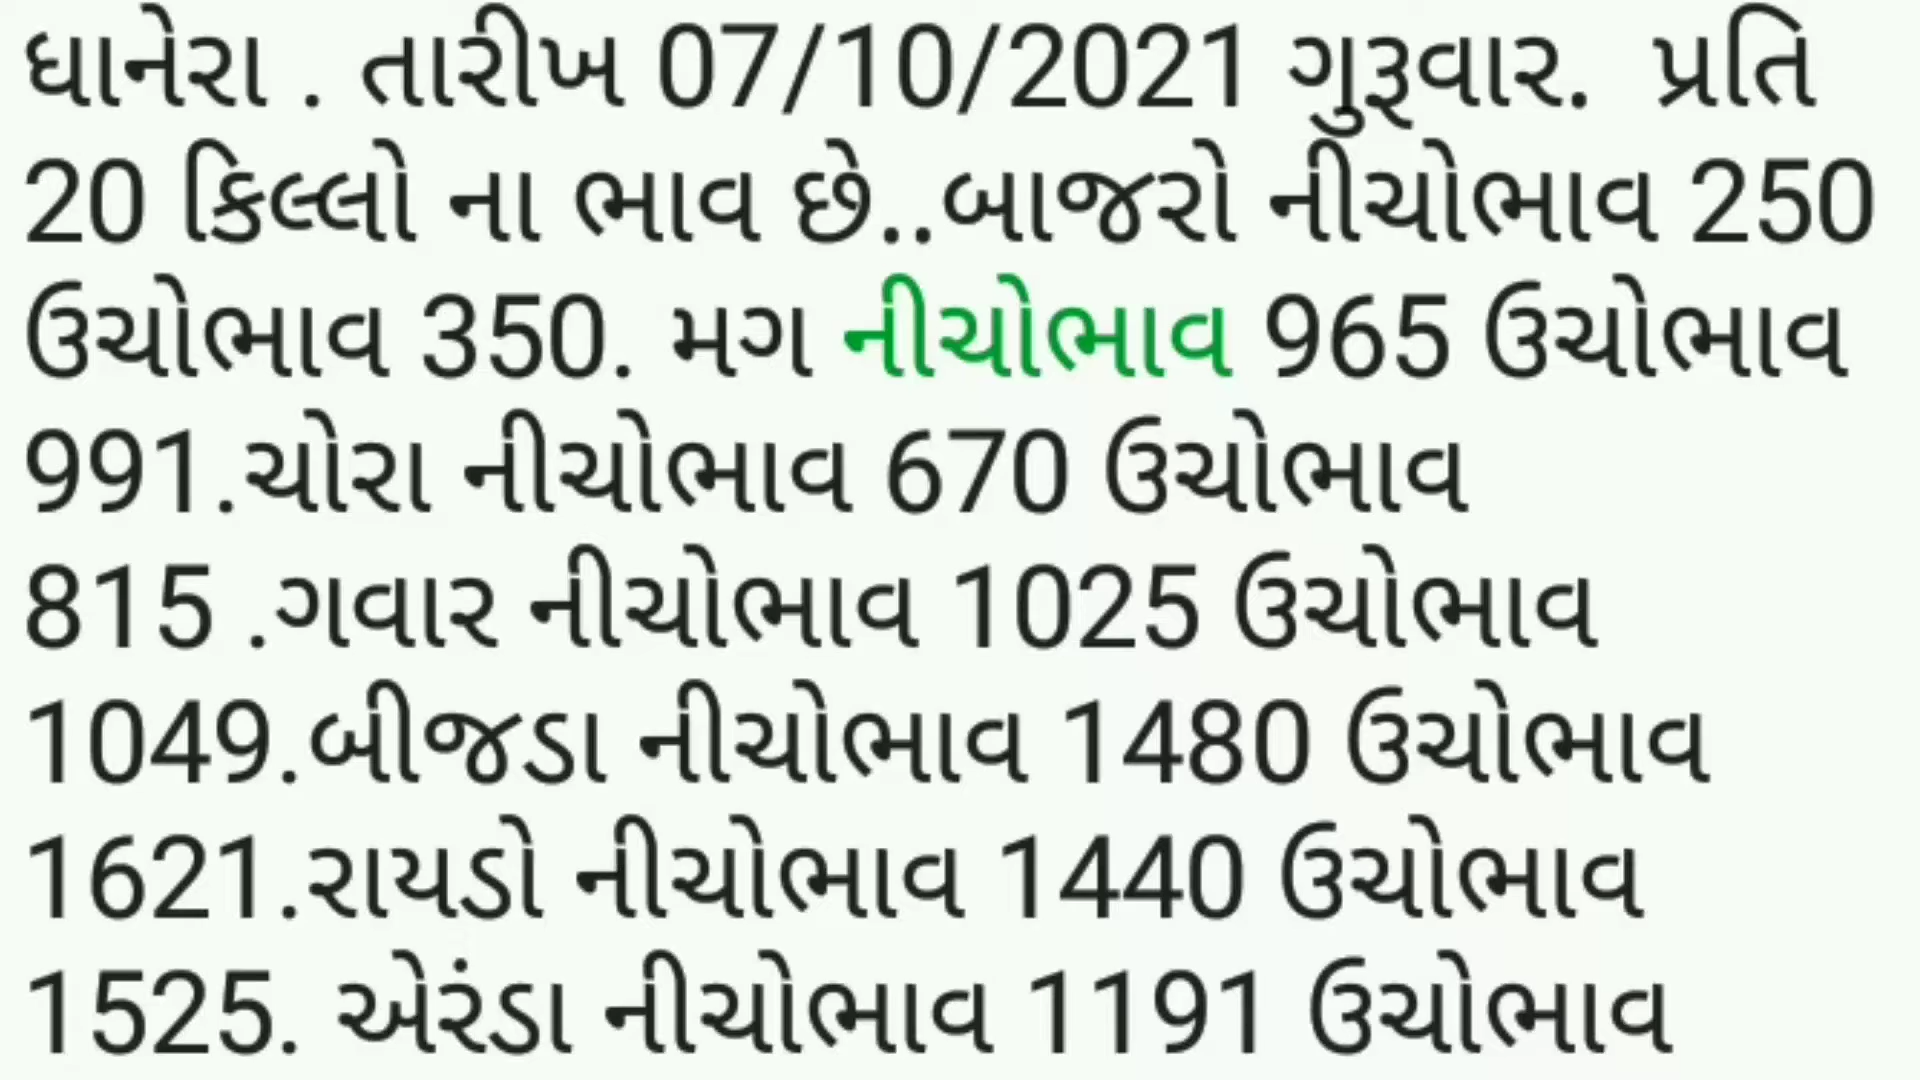 ધાનેરા . તારીખ 07/10/2021 ગુરૂવાર. પ્રતિ
20 કિલ્લો ના ભાવ છે..બાજરો નીચોભાવ 250
ઉચોભાવ 350. મગ નીચોભાવ 965 ઉચોભાવ
991.ચોરા નીચોભાવ 670 ઉચોભાવ
815 .ગવાર નીચોભાવ 1025 ઉચોભાવ
1049.બીજડા નીચોભાવ 1480 ઉચોભાવ
1621.રાયડો નીચોભાવ 1440 ઉચોભાવ
1525. એરંડા નીચોભાવ 1191 ઉચોભાવ